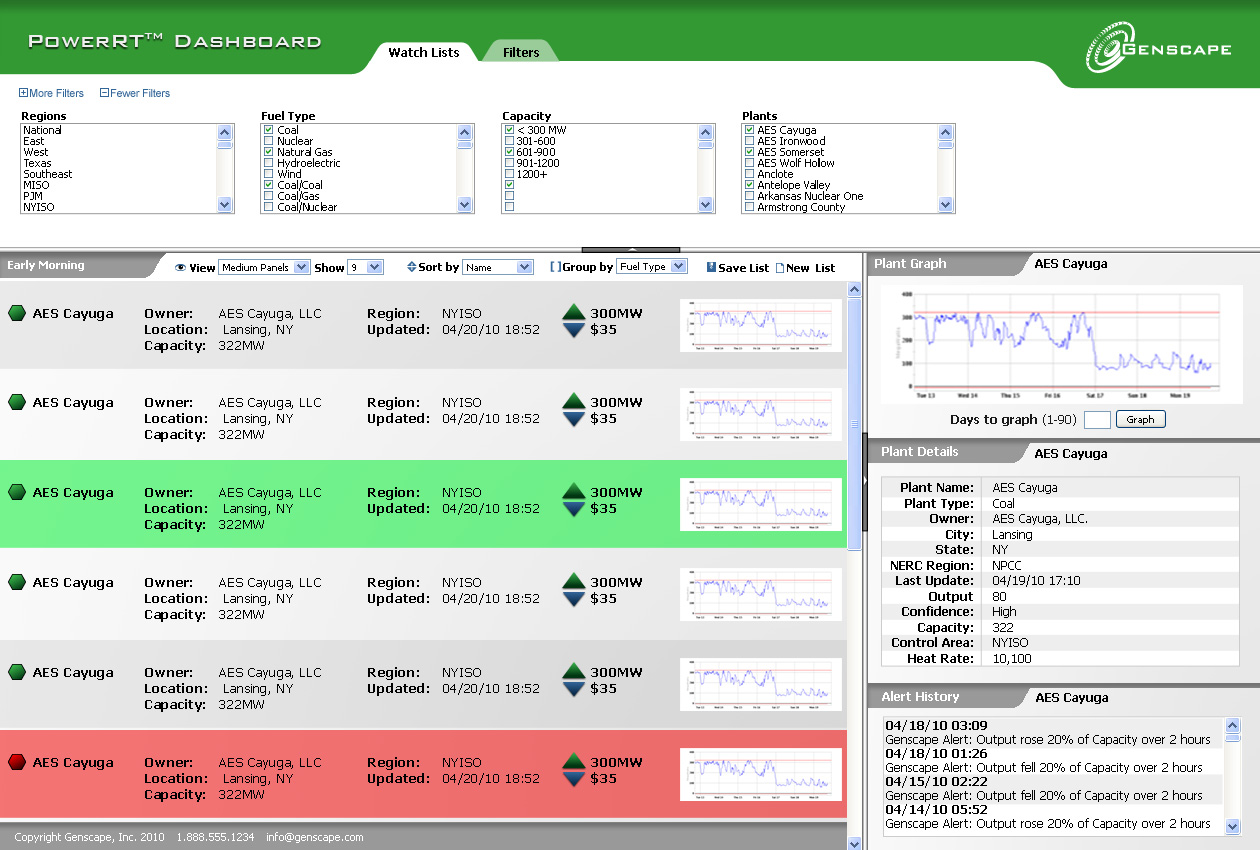 PowerRT™ Dashboard
Watch Lists
Filters
Genscape
More Filters
Fewer Filters
Regions
National
East
West
Texas
Southeast
MISO
PJM
NYISO
Fuel Type
Coal
Nuclear
Natural Gas
Hydroelectric
Wind
Coal/Coal
Coal/Gas
Coal/Nuclear
Capacity
< 300 MW
301-600
601-900
901-1200
1200+
Plants
AES Cayuga
AES Ironwood
AES Somerset
AES Wolf Hollow
Anclote
Antelope Valley
Arkansas Nuclear One
Armstrong County
Early Morning
View Medium Panels Show 9 Sort by Name Group by Fuel Type Save List New List
AES Cayuga Owner: AES Cayuga, LLC Region: NYISO 300MW
Location: Lansing, NY Updated: 04/20/10 18:52 $35
Capacity: 322MW
AES Cayuga Owner: AES Cayuga, LLC Region: NYISO 300MW
Location: Lansing, NY Updated: 04/20/10 18:52 $35
Capacity: 322MW
AES Cayuga Owner: AES Cayuga, LLC Region: NYISO 300MW
Location: Lansing, NY Updated: 04/20/10 18:52 $35
Capacity: 322MW
AES Cayuga Owner: AES Cayuga, LLC Region: NYISO 300MW
Location: Lansing, NY Updated: 04/20/10 18:52 $35
Capacity: 322MW
AES Cayuga Owner: AES Cayuga, LLC Region: NYISO 300MW
Location: Lansing, NY Updated: 04/20/10 18:52 $35
Capacity: 322MW
AES Cayuga Owner: AES Cayuga, LLC Region: NYISO 300MW
Location: Lansing, NY Updated: 04/20/10 18:52 $35
Capacity: 322MW
Copyright Genscape, Inc. 2010 1.888.555.1234 info@genscape.com
Plant Graph AES Cayuga
400
300
200
100
0
Tue 13 Wed 14 Thu 15 Fri 16 Sat 17 Sun 18 Mon 19
Days to graph (1-90) Graph
Plant Details AES Cayuga
Plant Name: AES Cayuga
Plant Type: Coal
Owner: AES Cayuga, LLC.
City: Lansing
State: NY
NERC Region: NPCC
Last Update: 04/19/10 17:10
Output 80
Confidence: High
Capacity: 322
Control Area: NYISO
Heat Rate: 10,100
Alert History AES Cayuga
04/18/10 03:09
Genscape Alert: Output rose 20% of Capacity over 2 hours
04/18/10 01:26
Genscape Alert: Output fell 20% of Capacity over 2 hours
04/15/10 02:22
Genscape Alert: Output fell 20% of Capacity over 2 hours
04/14/10 05:52
Genscape Alert: Output rose 20% of Capacity over 2 hours